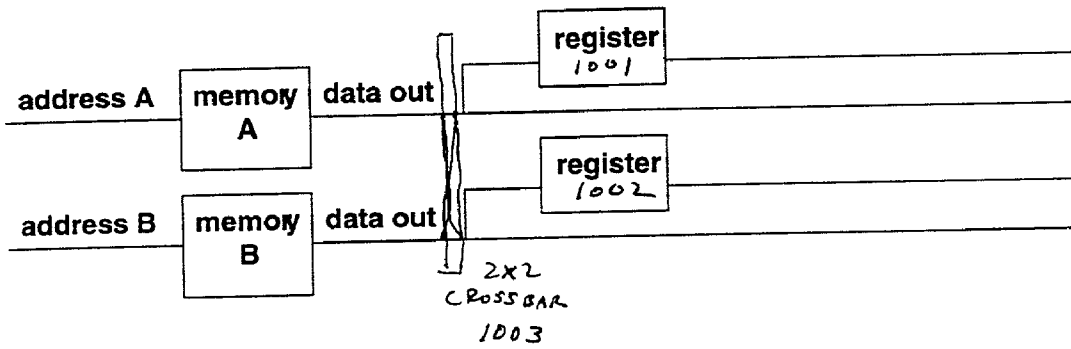 register
1001
address A
memory
A
data out
register
1002
address B
memory
B
data out
2x2
CROSSBAR
1003